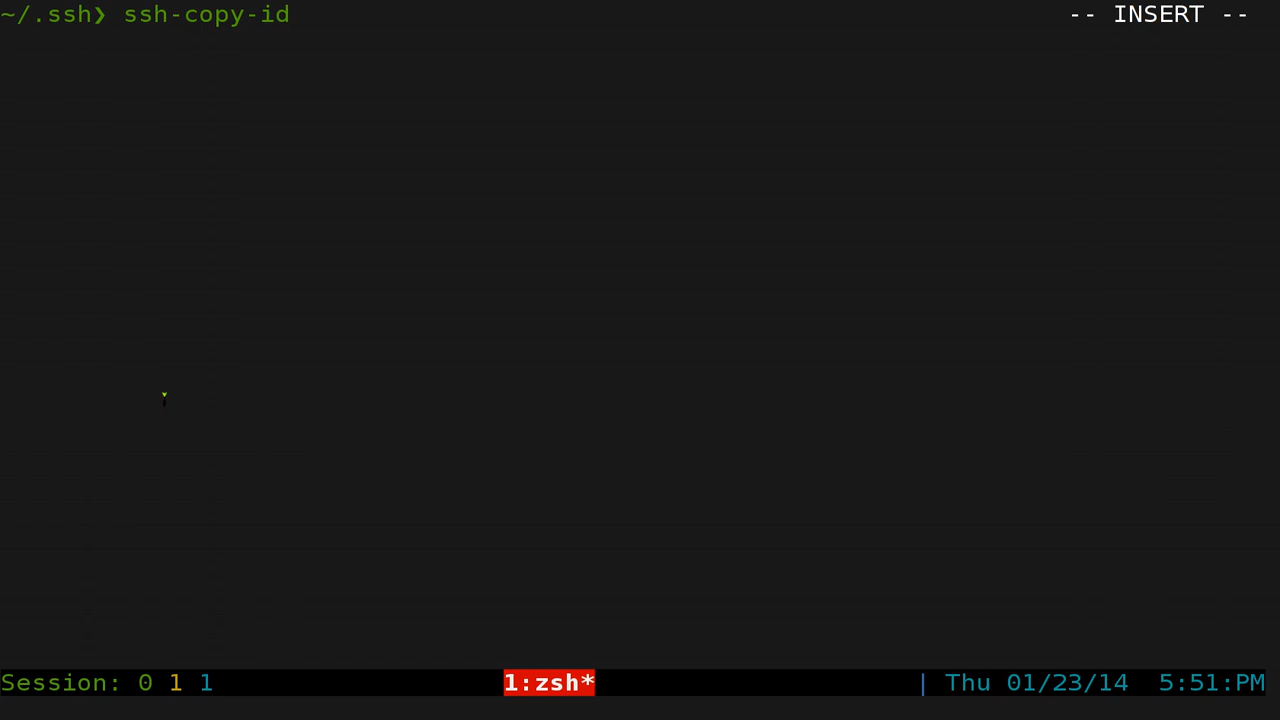 ~/.ssh❯ ssh-copy-id -- INSERT --
Session: 0 1 1 1:zsh* | Thu 01/23/14 5:51:PM